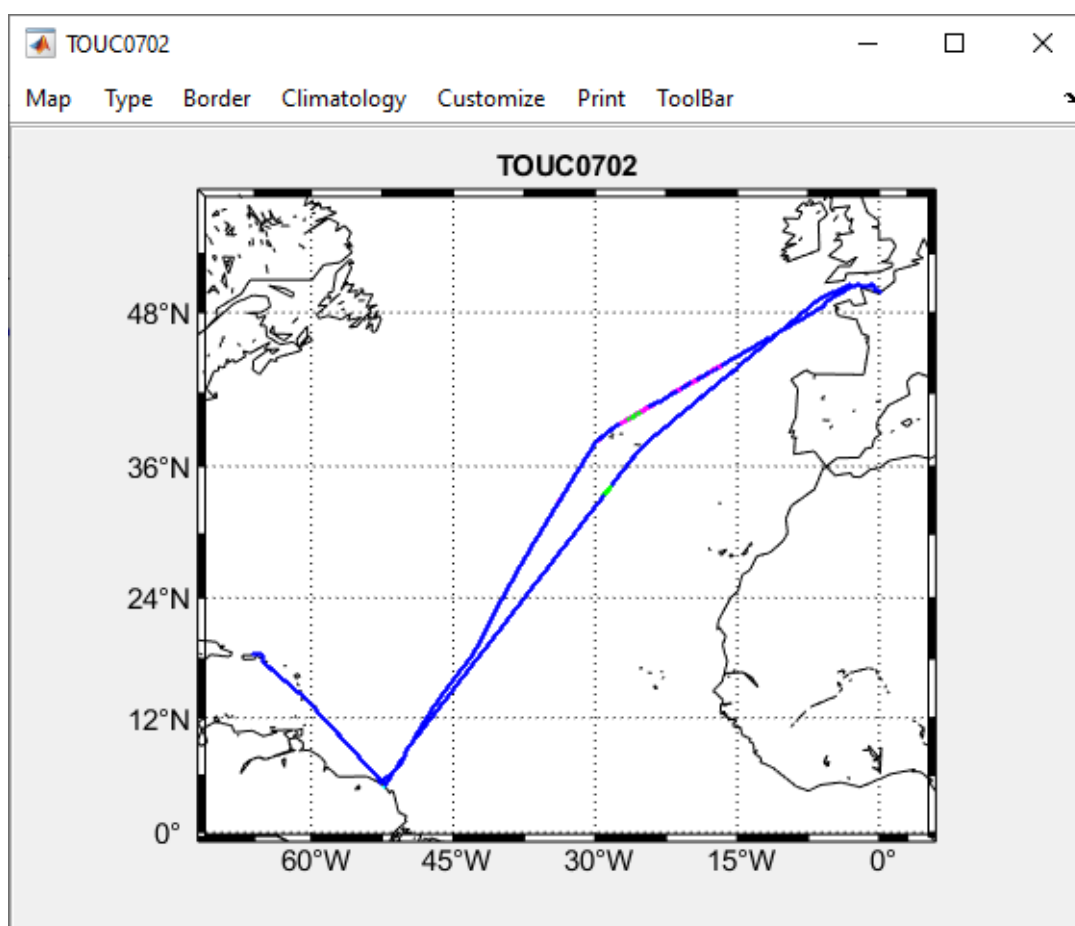 TOUC0702
Map Type Border Climatology Customize Print ToolBar
TOUC0702
48°N
36°N
24°N
12°N
0°
60°W 45°W 30°W 15°W 0°